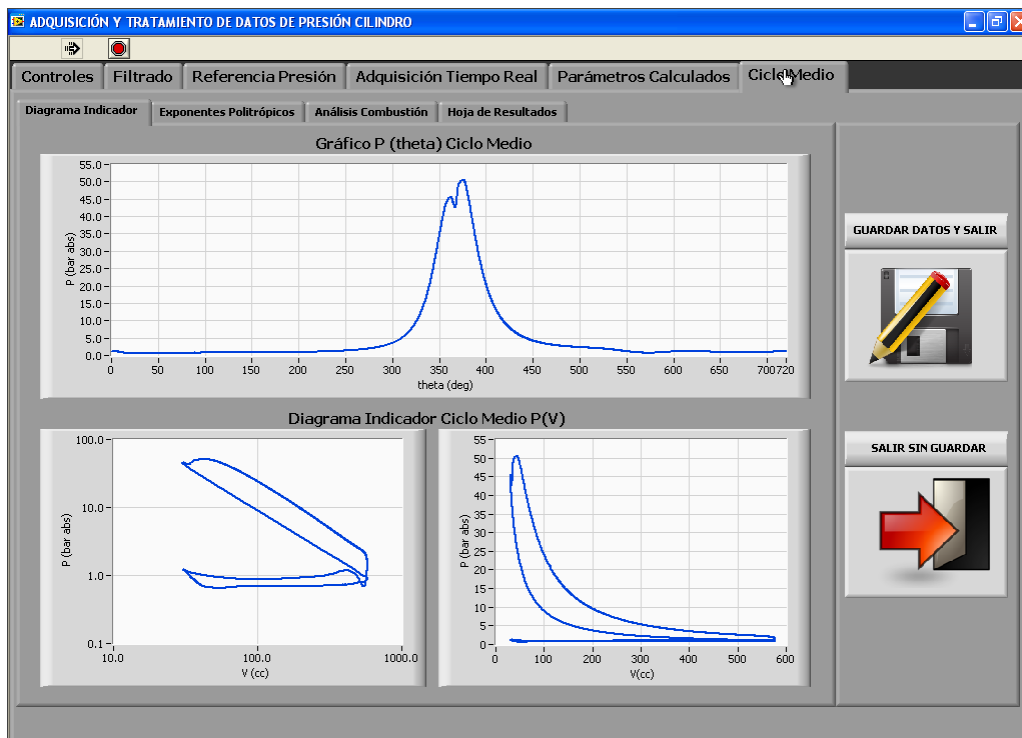 ADQUISICIÓN Y TRATAMIENTO DE DATOS DE PRESIÓN CILINDRO
Controles Filtrado Referencia Presión Adquisición Tiempo Real Parámetros Calculados Ciclo Medio
Diagrama Indicador Exponentes Politrópicos Análisis Combustión Hoja de Resultados
Gráfico P (theta) Ciclo Medio
P (bar abs)
55.0
50.0
45.0
40.0
35.0
30.0
25.0
20.0
15.0
10.0
5.0
0.0
0 50 100 150 200 250 300 350 400 450 500 550 600 650 700 720
theta (deg)
Diagrama Indicador Ciclo Medio P(V)
P (bar abs)
100.0
10.0
1.0
0.1
10.0 100.0 1000.0
V (cc)
P (bar abs)
55
50
45
40
35
30
25
20
15
10
5
0
0 100 200 300 400 500 600
V(cc)
GUARDAR DATOS Y SALIR
SALIR SIN GUARDAR